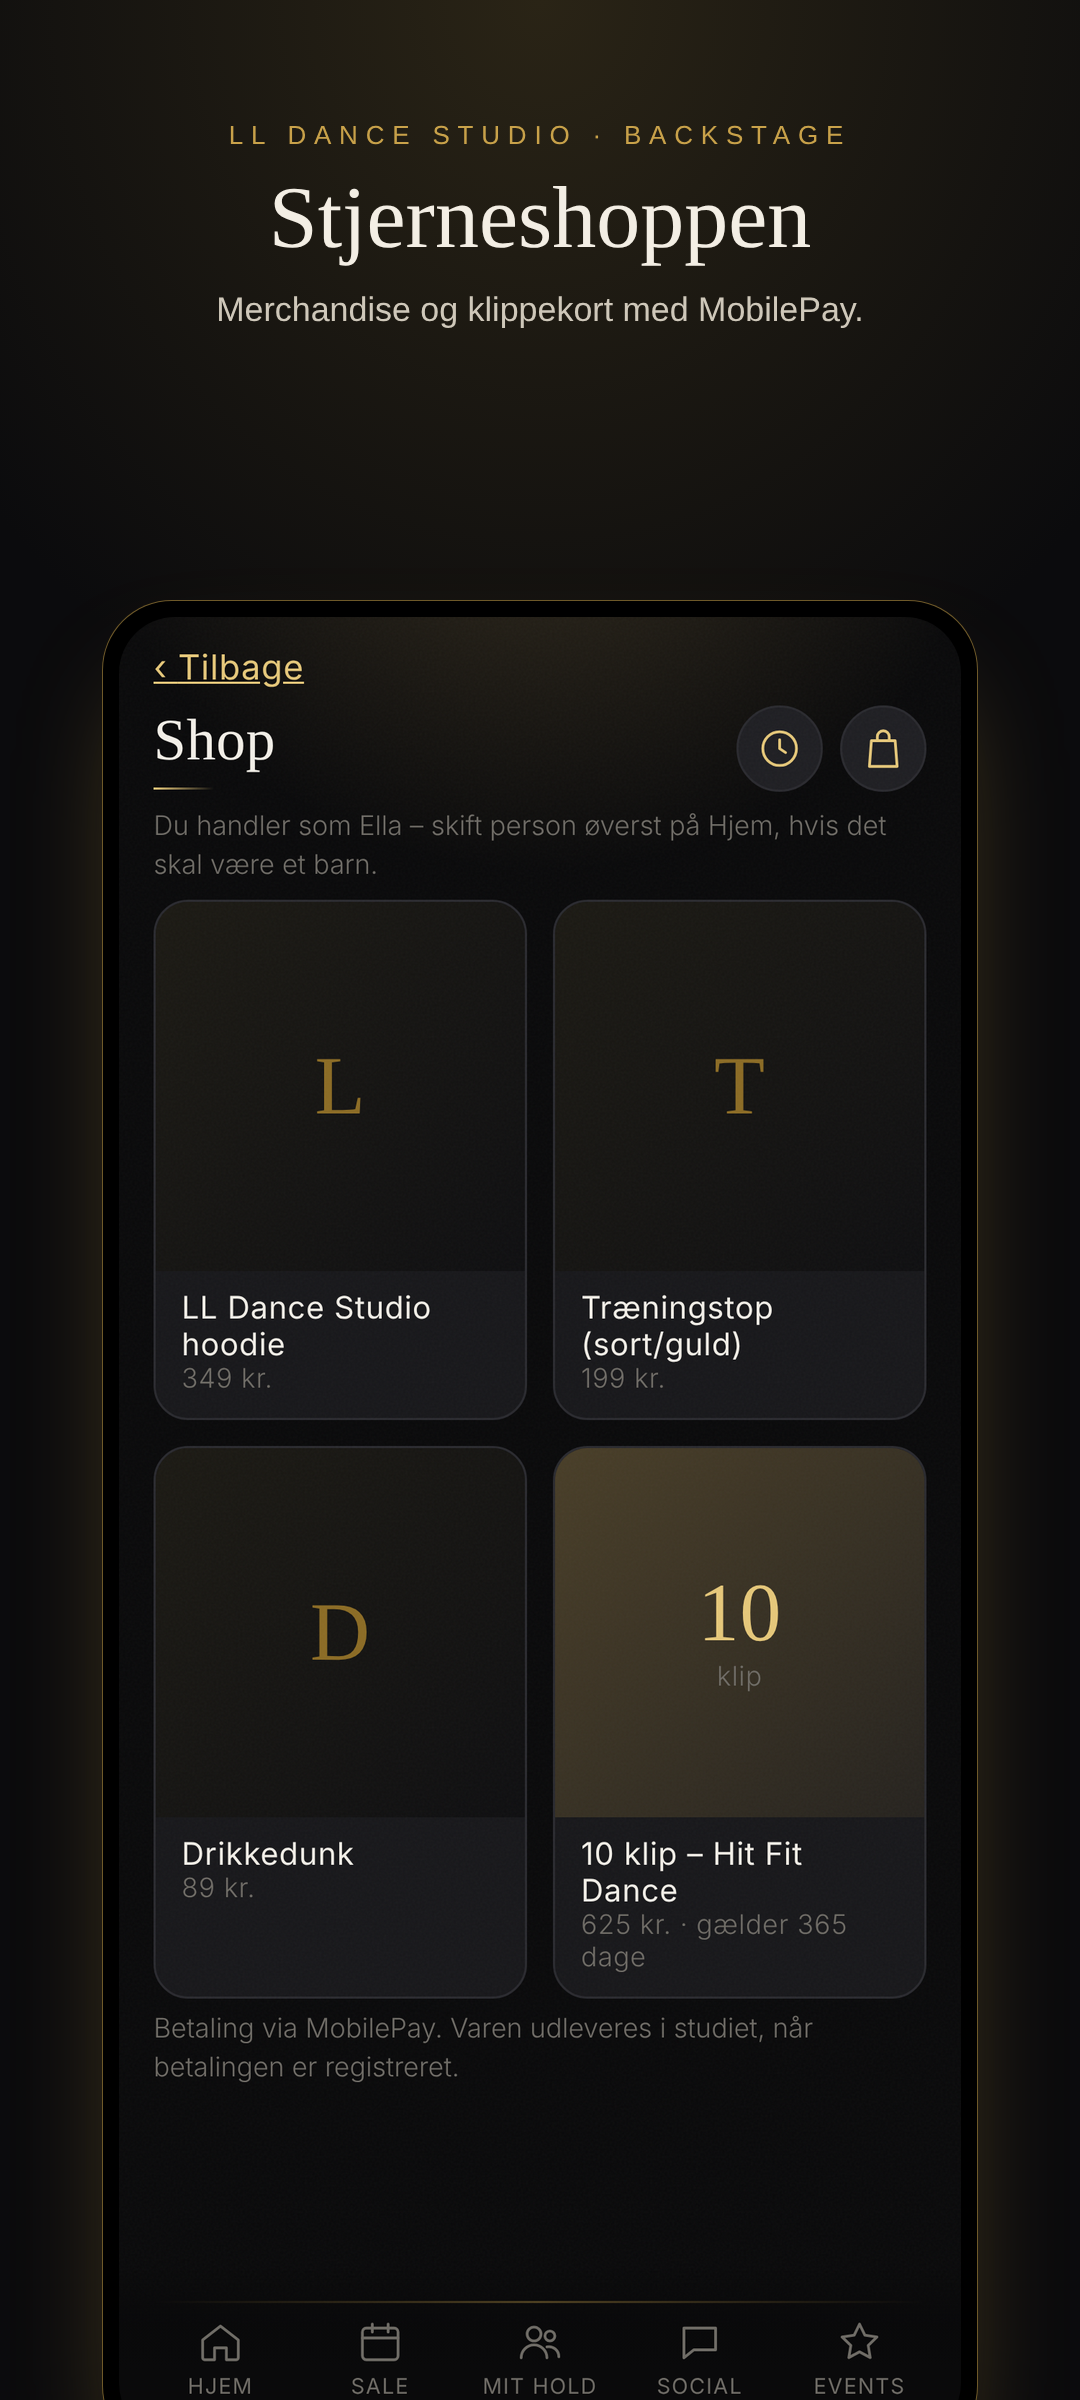 LL DANCE STUDIO · BACKSTAGE
Stjerneshoppen
Merchandise og klippekort med MobilePay.
‹ Tilbage
Shop
Du handler som Ella – skift person øverst på Hjem, hvis det
skal være et barn.
L
T
LL Dance Studio
hoodie
349 kr.
Træningstop
(sort/guld)
199 kr.
D
10
klip
Drikkedunk
89 kr.
10 klip – Hit Fit
Dance
625 kr. · gælder 365
dage
Betaling via MobilePay. Varen udleveres i studiet, når
betalingen er registreret.
HJEM
SALE
MIT HOLD
SOCIAL
EVENTS